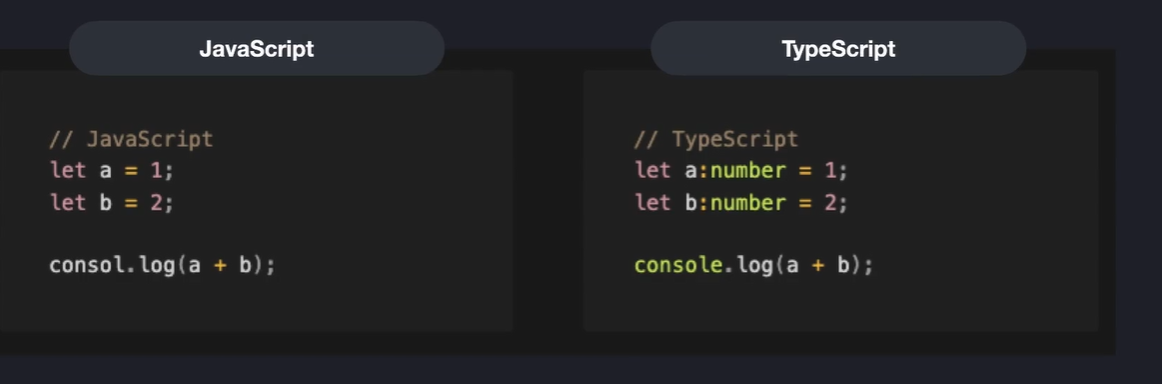 JavaScript
// JavaScript
let a = 1;
let b = 2;
consol.log(a + b);
TypeScript
// TypeScript
let a:number = 1;
let b:number = 2;
console.log(a + b);